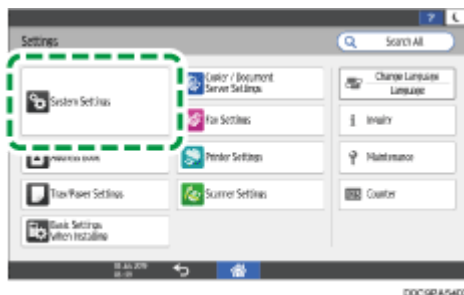 Settings
Search All
System Settings
Copier / Document
Server Settings
Change Language
Language
Fax Settings
Inquiry
Address Book
Printer Settings
Maintenance
Tray/Paper Settings
Scanner Settings
Counter
Basic Settings
When Installing